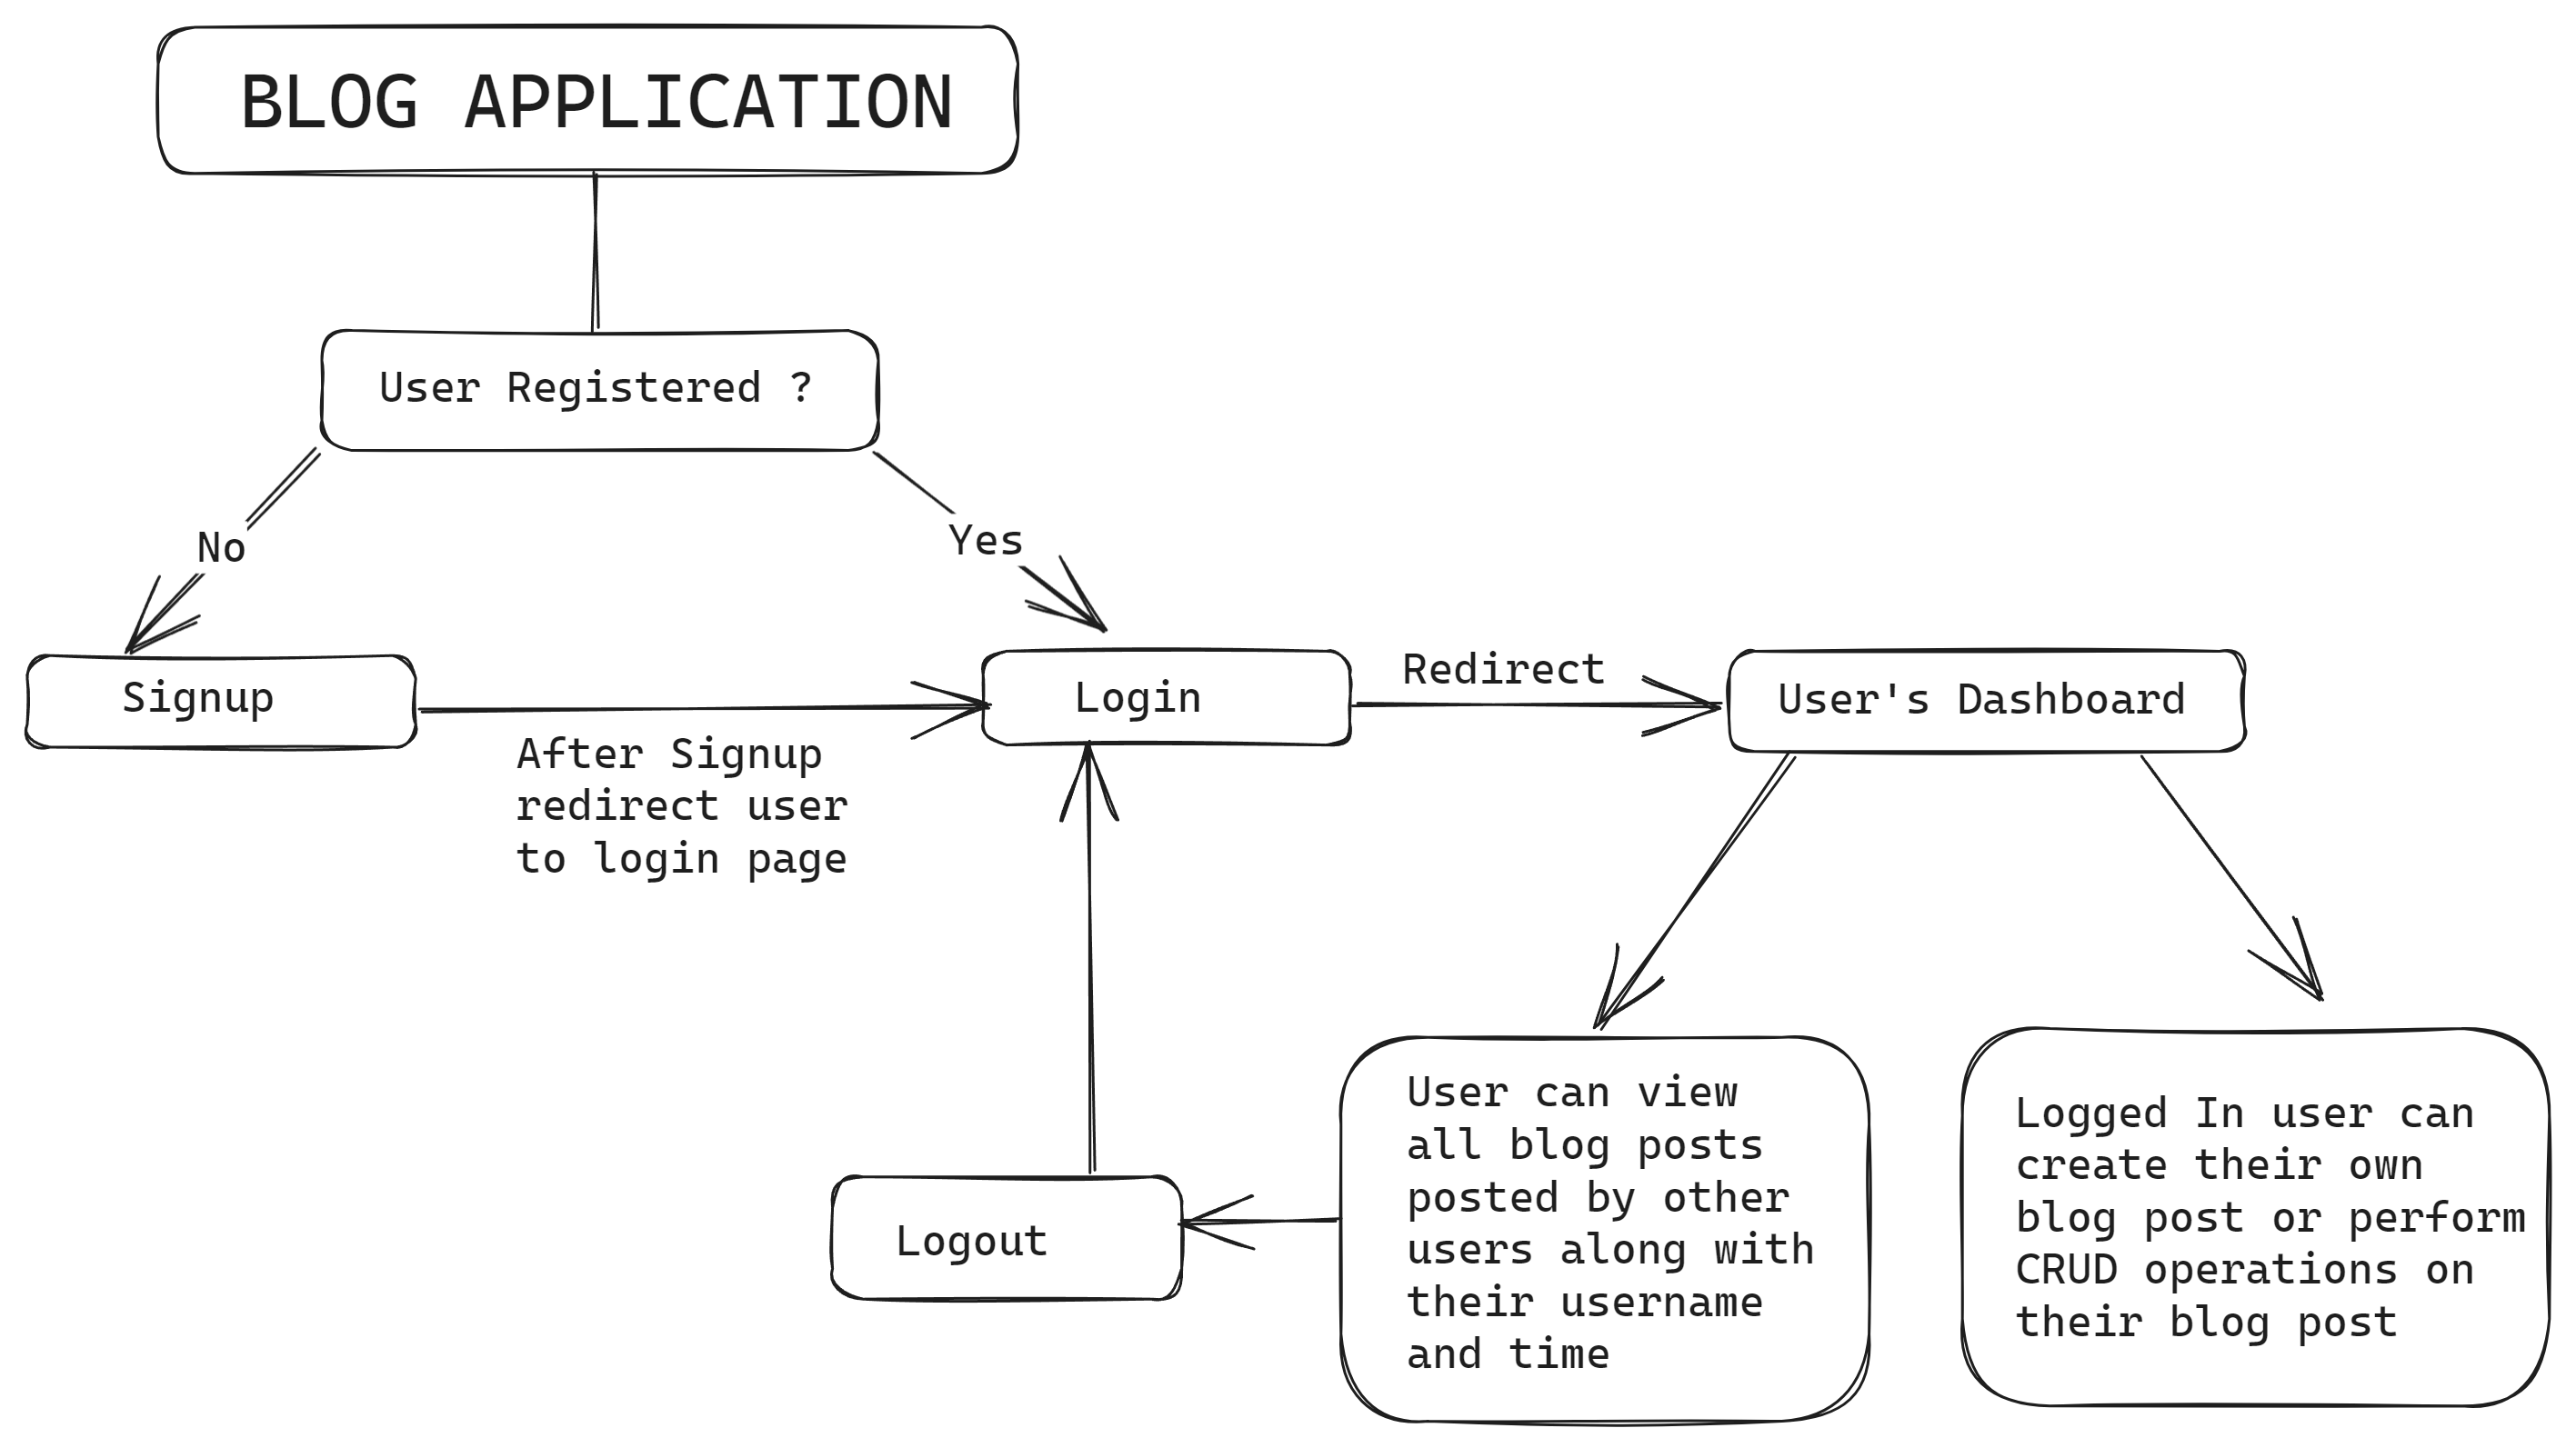 BLOG APPLICATION
User Registered ?
No
Yes
Signup
After Signup
redirect user
to login page
Login
Redirect
User's Dashboard
Logout
User can view
all blog posts
posted by other
users along with
their username
and time
Logged In user can
create their own
blog post or perform
CRUD operations on
their blog post